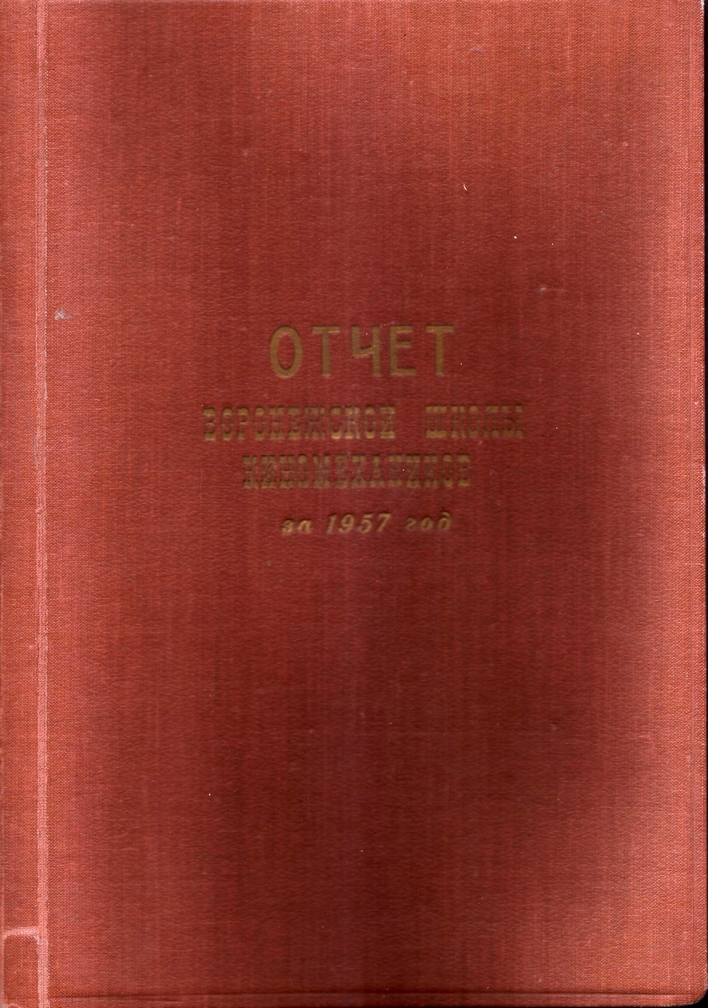 ОТЧЕТ
ВОРОНЕЖСКОЙ ШКОЛЫ
КИНОМЕХАНИКОВ
за 1957 год